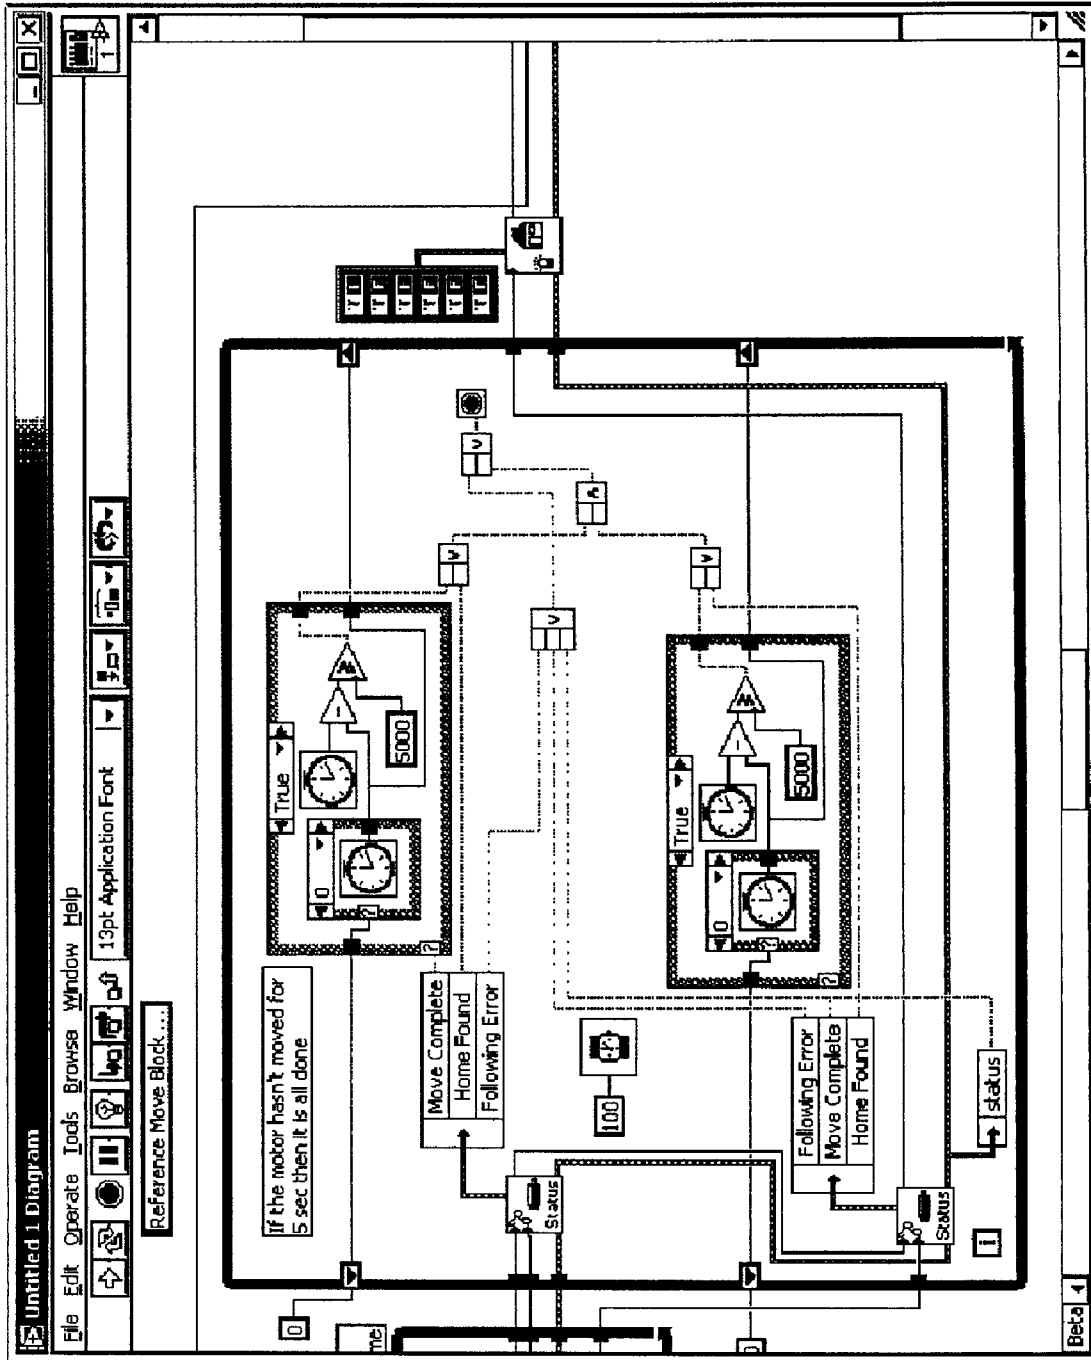 Untitled 1 Diagram
File Edit Operate Tools Browse Window Help
13pt Application Font
1
Reference Move Block ...
If the motor hasn't moved for
5 sec then it is all done
0
True
0
5000
Move Complete
Home Found
Following Error
Status
100
True
0
5000
Following Error
Move Complete
Home Found
Status
status
i
me
Beta